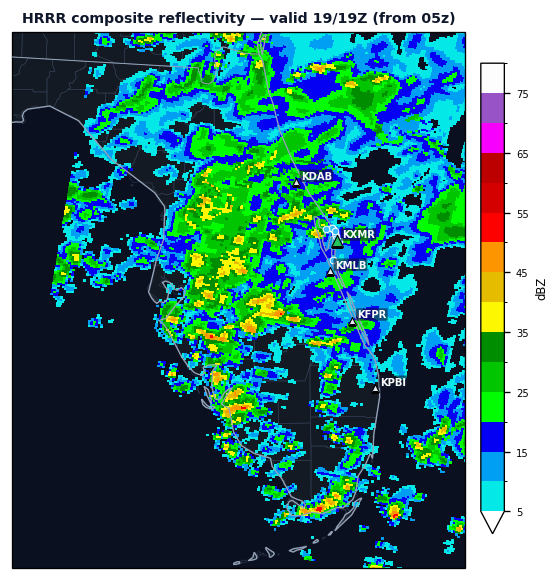 HRRR composite reflectivity — valid 19/19Z (from 05z)
75
65
KDAB
55
KXMR
KMLB
45
dBZ
KFPR
35
KPBI
25
15
5